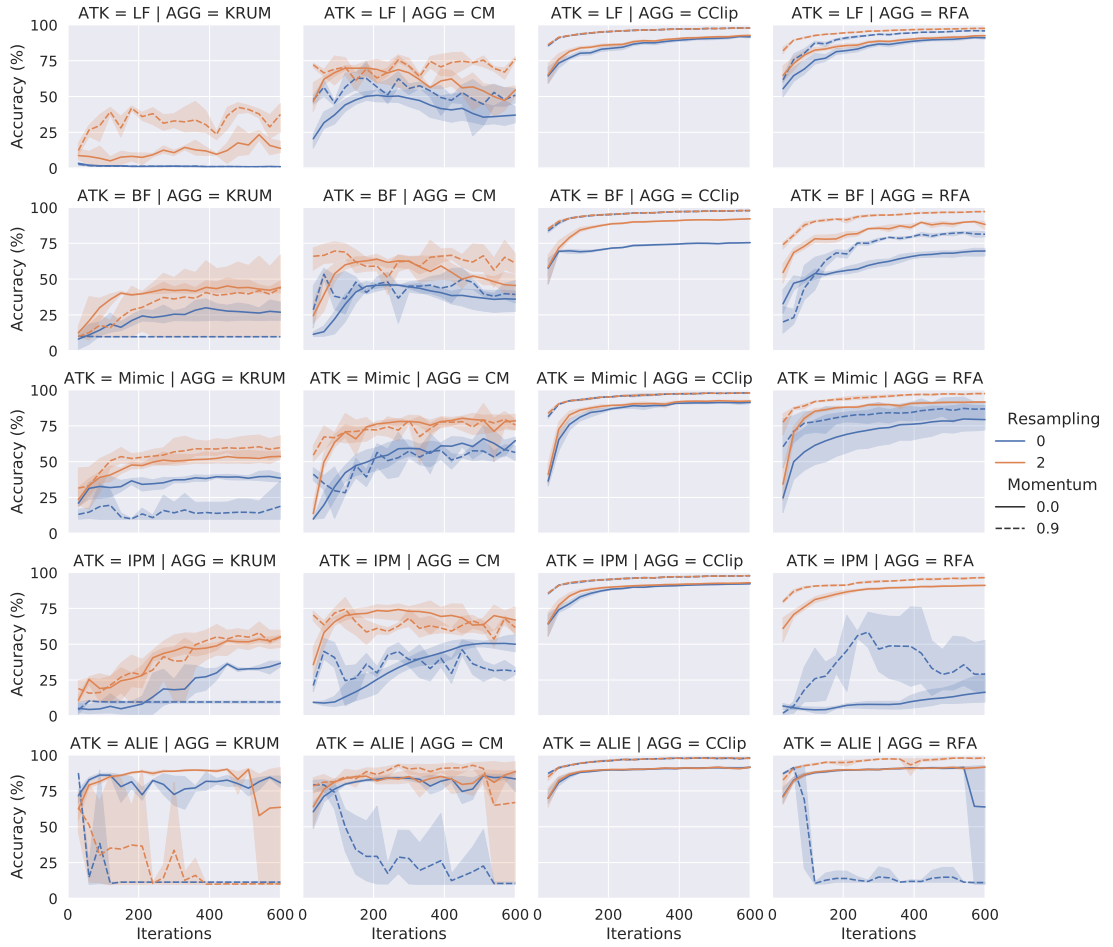 ATK = LF | AGG = KRUM
ATK = LF | AGG = CM
ATK = LF | AGG = CClip
ATK = LF | AGG = RFA
Accuracy (%)
100
75
50
25
0
ATK = BF | AGG = KRUM
ATK = BF | AGG = CM
ATK = BF | AGG = CClip
ATK = BF | AGG = RFA
Accuracy (%)
100
75
50
25
0
ATK = Mimic | AGG = KRUM
ATK = Mimic | AGG = CM
ATK = Mimic | AGG = CClip
ATK = Mimic | AGG = RFA
Accuracy (%)
100
75
50
25
0
Resampling
0
2
Momentum
0.0
0.9
ATK = IPM | AGG = KRUM
ATK = IPM | AGG = CM
ATK = IPM | AGG = CClip
ATK = IPM | AGG = RFA
Accuracy (%)
100
75
50
25
0
ATK = ALIE | AGG = KRUM
ATK = ALIE | AGG = CM
ATK = ALIE | AGG = CClip
ATK = ALIE | AGG = RFA
Accuracy (%)
100
75
50
25
0
0 200 400 600
0 200 400 600
0 200 400 600
0 200 400 600
Iterations
Iterations
Iterations
Iterations